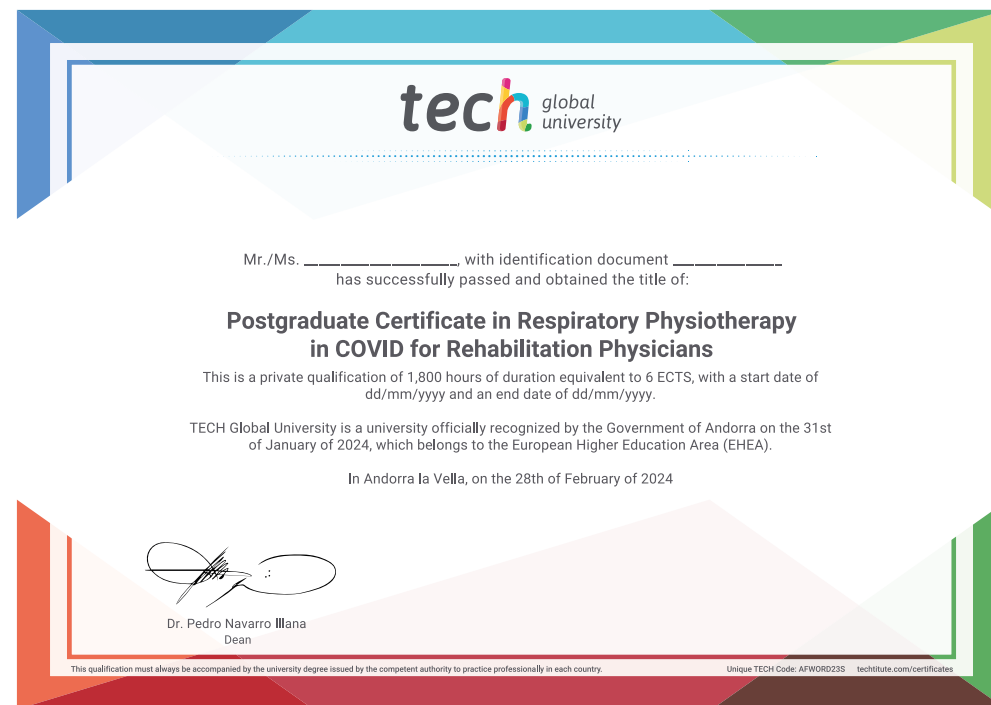 tech global
university
Mr./Ms. ____________________, with identification document ______________
has successfully passed and obtained the title of:
Postgraduate Certificate in Respiratory Physiotherapy
in COVID for Rehabilitation Physicians
This is a private qualification of 1,800 hours of duration equivalent to 6 ECTS, with a start date of
dd/mm/yyyy and an end date of dd/mm/yyyy.
TECH Global University is a university officially recognized by the Government of Andorra on the 31st
of January of 2024, which belongs to the European Higher Education Area (EHEA).
In Andorra la Vella, on the 28th of February of 2024
Dr. Pedro Navarro Illana
Dean
This qualification must always be accompanied by the university degree issued by the competent authority to practice professionally in each country. Unique TECH Code: AFWORD23S techtitute.com/certificates